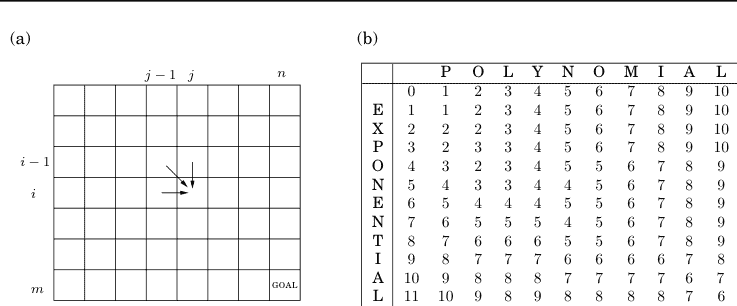 (a)
j − 1 j n
i − 1
i
m
GOAL
(b)
P O L Y N O M I A L
0 1 2 3 4 5 6 7 8 9 10
E 1 1 2 3 4 5 6 7 8 9 10
X 2 2 2 3 4 5 6 7 8 9 10
P 3 2 3 3 4 5 6 7 8 9 10
O 4 3 2 3 4 5 5 6 7 8 9
N 5 4 3 3 4 4 5 6 7 8 9
E 6 5 4 4 4 5 5 6 7 8 9
N 7 6 5 5 5 4 5 6 7 8 9
T 8 7 6 6 6 5 5 6 7 8 9
I 9 8 7 7 7 6 6 6 6 7 8
A 10 9 8 8 8 7 7 7 7 6 7
L 11 10 9 8 9 8 8 8 8 7 6